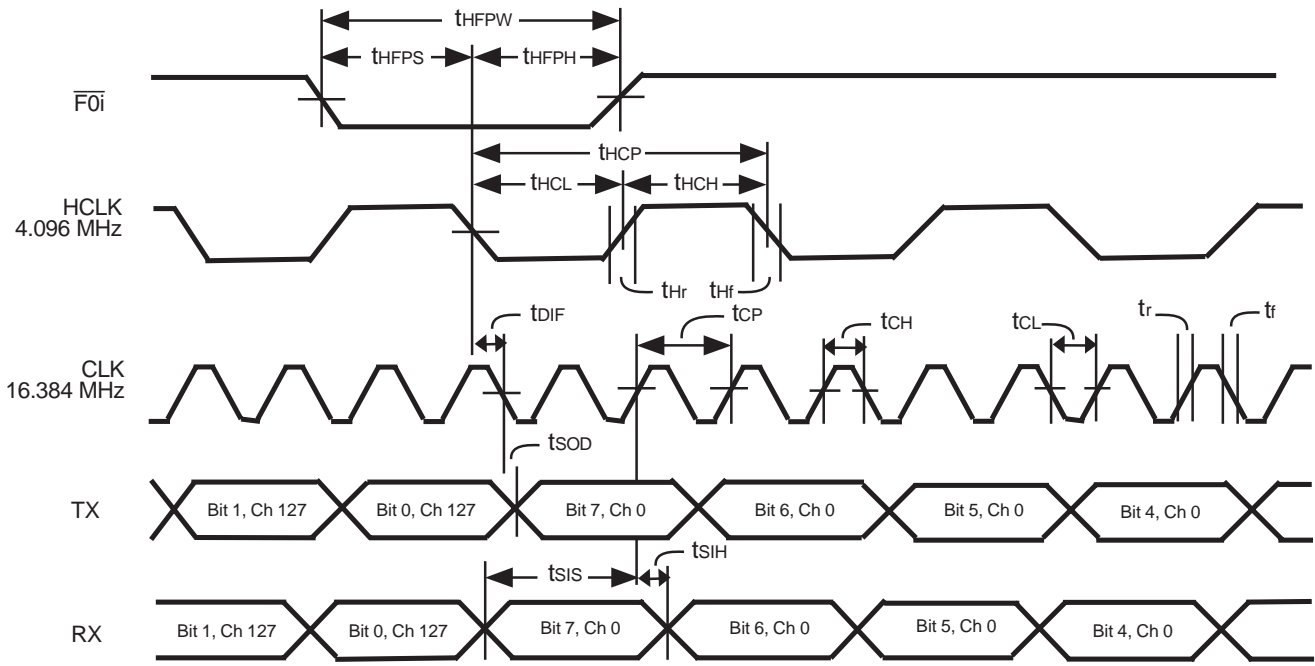 tHFPW
tHFPS tHFPH
F0i
tHCP
tHCL tHCH
HCLK
4.096 MHz
tHr tHf
tDIF tCP tCH tCL tr tf
CLK
16.384 MHz
tSOD
TX Bit 1, Ch 127 Bit 0, Ch 127 Bit 7, Ch 0 Bit 6, Ch 0 Bit 5, Ch 0 Bit 4, Ch 0
tSIS tSIH
RX Bit 1, Ch 127 Bit 0, Ch 127 Bit 7, Ch 0 Bit 6, Ch 0 Bit 5, Ch 0 Bit 4, Ch 0